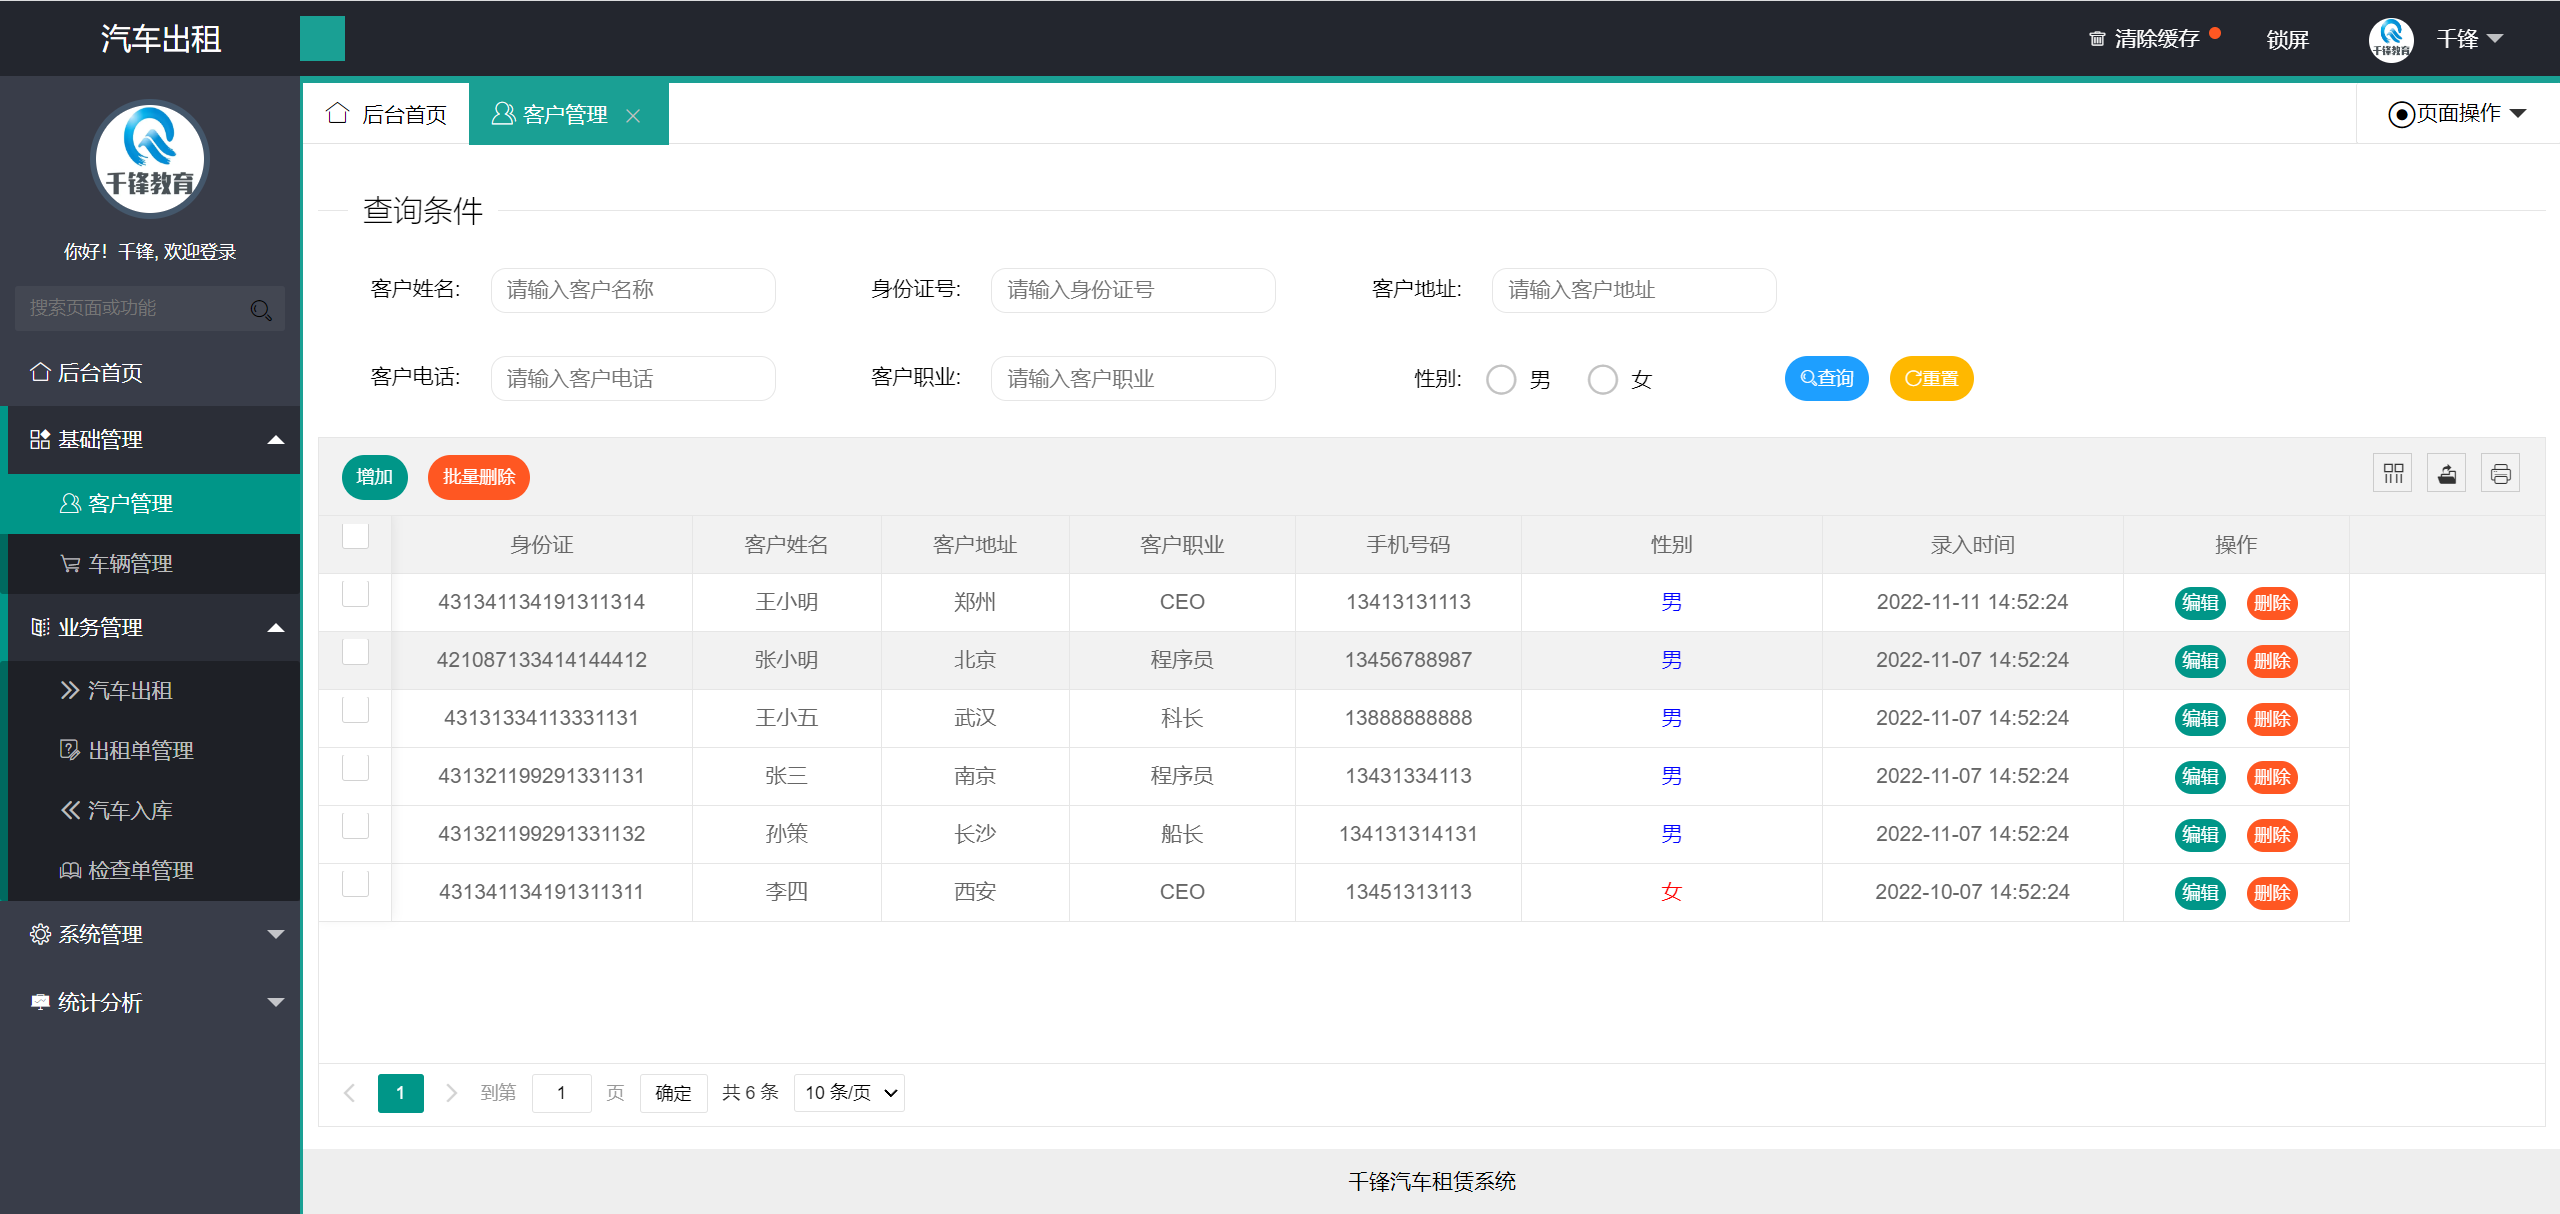 汽车出租
清除缓存 锁屏 千锋教育 千锋
千锋教育
你好！千锋, 欢迎登录
搜索页面或功能
后台首页
基础管理
客户管理
车辆管理
业务管理
汽车出租
出租单管理
汽车入库
检查单管理
系统管理
统计分析
后台首页 客户管理 页面操作
查询条件
客户姓名: 请输入客户名称 身份证号: 请输入身份证号 客户地址: 请输入客户地址
客户电话: 请输入客户电话 客户职业: 请输入客户职业 性别: 男 女 查询 重置
增加 批量删除
身份证 客户姓名 客户地址 客户职业 手机号码 性别 录入时间 操作
431341134191311314 王小明 郑州 CEO 13413131113 男 2022-11-11 14:52:24 编辑 删除
421087133414144412 张小明 北京 程序员 13456788987 男 2022-11-07 14:52:24 编辑 删除
43131334113331131 王小五 武汉 科长 13888888888 男 2022-11-07 14:52:24 编辑 删除
431321199291331131 张三 南京 程序员 13431334113 男 2022-11-07 14:52:24 编辑 删除
431321199291331132 孙策 长沙 船长 134131314131 男 2022-11-07 14:52:24 编辑 删除
431341134191311311 李四 西安 CEO 13451313113 女 2022-10-07 14:52:24 编辑 删除
1 到第 1 页 确定 共 6 条 10 条/页
千锋汽车租赁系统